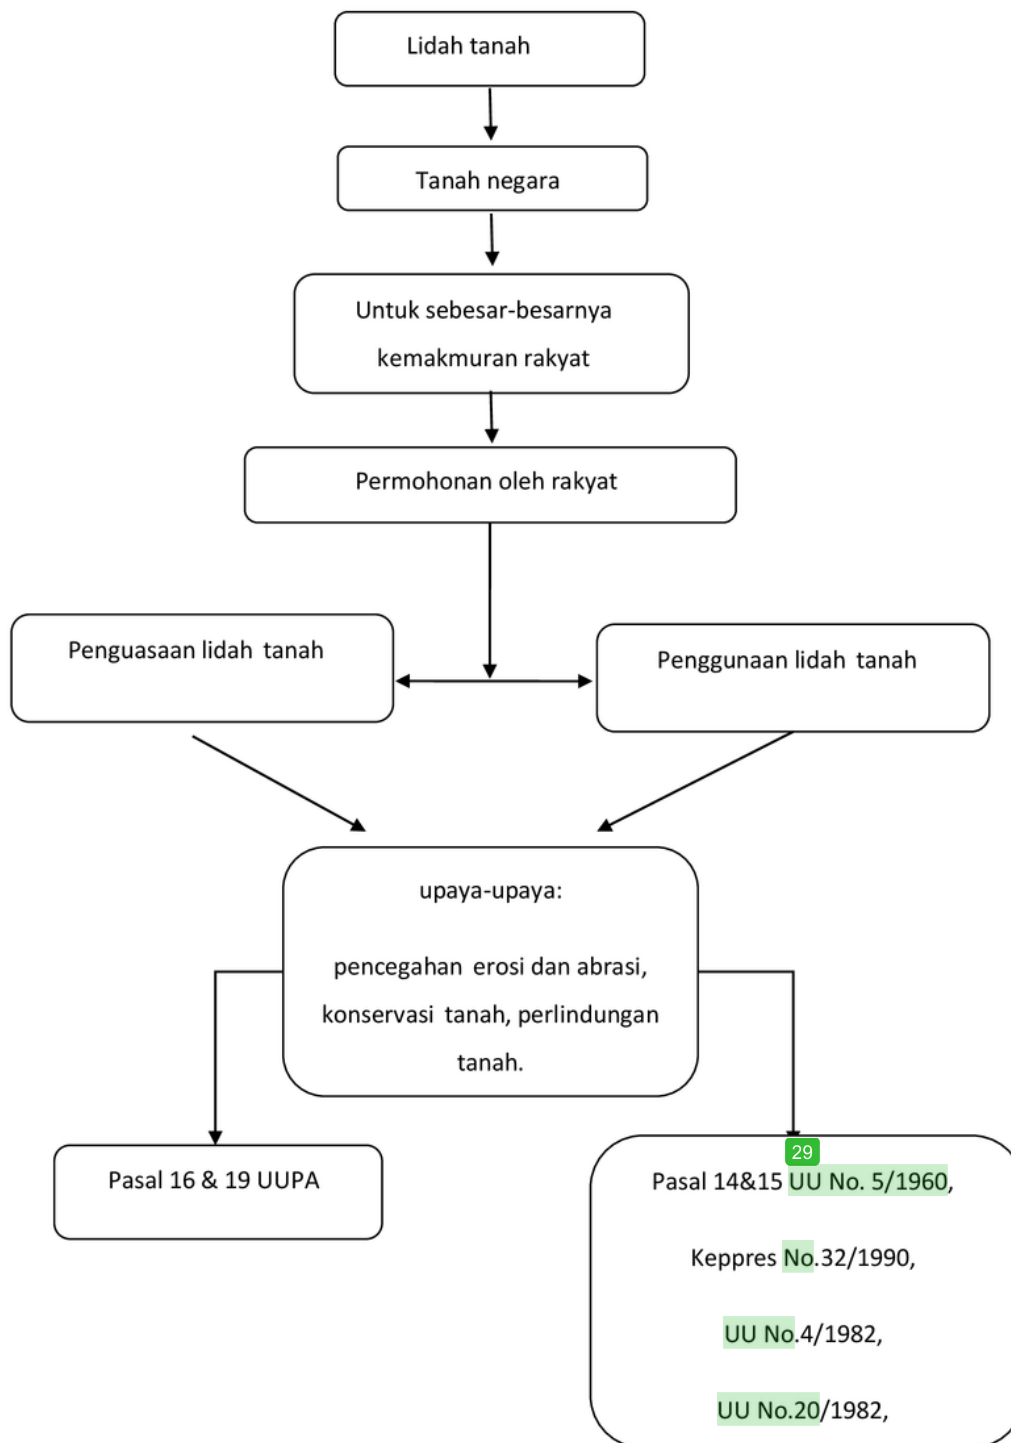 Lidah tanah
Tanah negara
Untuk sebesar-besarnya
kemakmuran rakyat
Permohonan oleh rakyat
Penguasaan lidah tanah
Penggunaan lidah tanah
upaya-upaya:
pencegahan erosi dan abrasi,
konservasi tanah, perlindungan
tanah.
Pasal 16 & 19 UUPA
29
Pasal 14&15 UU No. 5/1960,
Keppres No.32/1990,
UU No.4/1982,
UU No.20/1982,